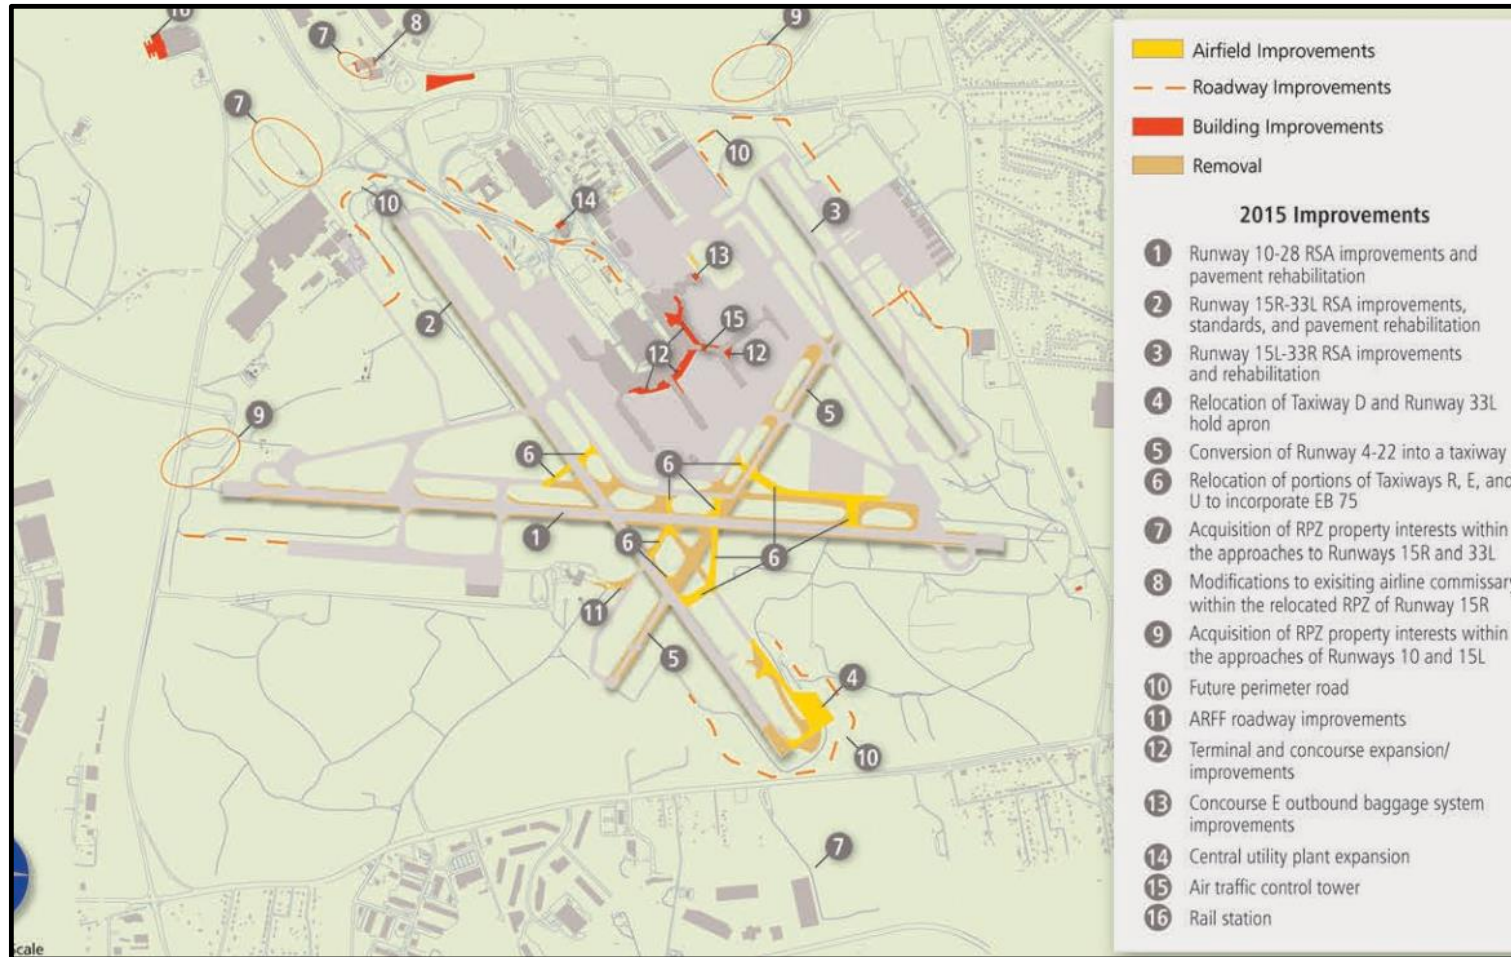 16
7
8
9
7
10
10
14
3
13
2
15
12
12
5
9
6
6
1
6
6
11
5
4
10
7
Scale
Airfield Improvements
Roadway Improvements
Building Improvements
Removal
2015 Improvements
1 Runway 10-28 RSA improvements and
pavement rehabilitation
2 Runway 15R-33L RSA improvements,
standards, and pavement rehabilitation
3 Runway 15L-33R RSA improvements
and rehabilitation
4 Relocation of Taxiway D and Runway 33L
hold apron
5 Conversion of Runway 4-22 into a taxiway
6 Relocation of portions of Taxiways R, E, and
U to incorporate EB 75
7 Acquisition of RPZ property interests within
the approaches to Runways 15R and 33L
8 Modifications to exisiting airline commissary
within the relocated RPZ of Runway 15R
9 Acquisition of RPZ property interests within
the approaches of Runways 10 and 15L
10 Future perimeter road
11 ARFF roadway improvements
12 Terminal and concourse expansion/
improvements
13 Concourse E outbound baggage system
improvements
14 Central utility plant expansion
15 Air traffic control tower
16 Rail station